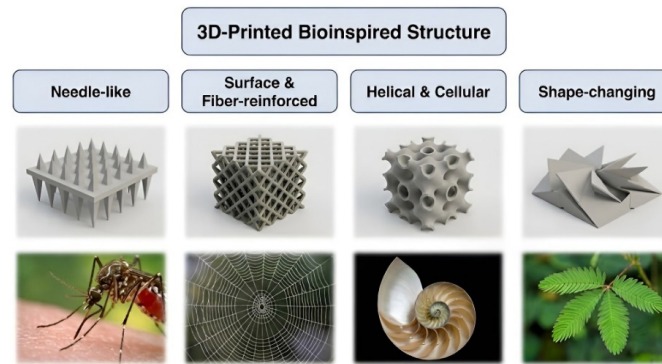 3D-Printed Bioinspired Structure
Needle-like
Surface &
Fiber-reinforced
Helical & Cellular
Shape-changing